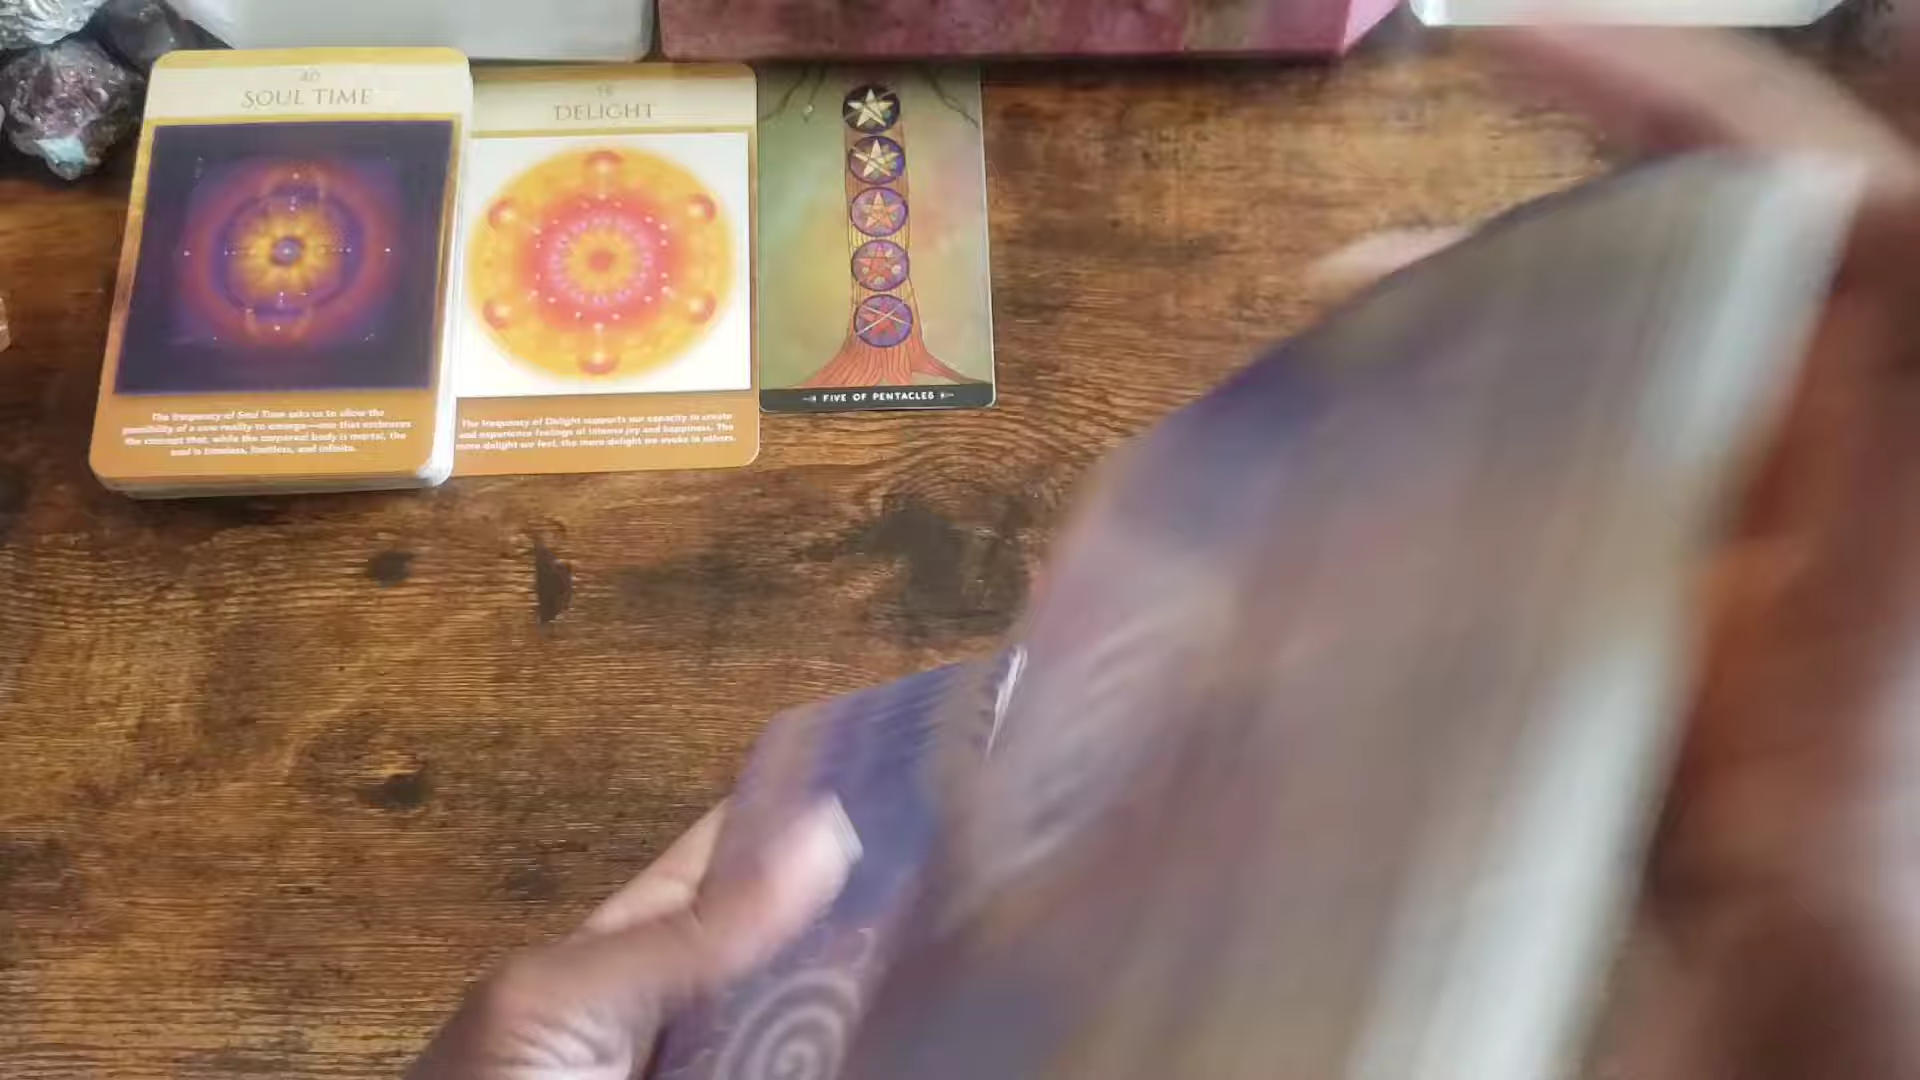 40
SOUL TIME
The frequency of Soul Time asks us to allow the
possibility of a new reality to emerge—one that embraces
the concept that, while the corporeal body is mortal, the
soul is timeless, limitless, and infinite.
DELIGHT
The frequency of Delight supports our capacity to create
and experience feelings of intense joy and happiness. The
more delight we feel, the more delight we evoke in others.
FIVE OF PENTACLES